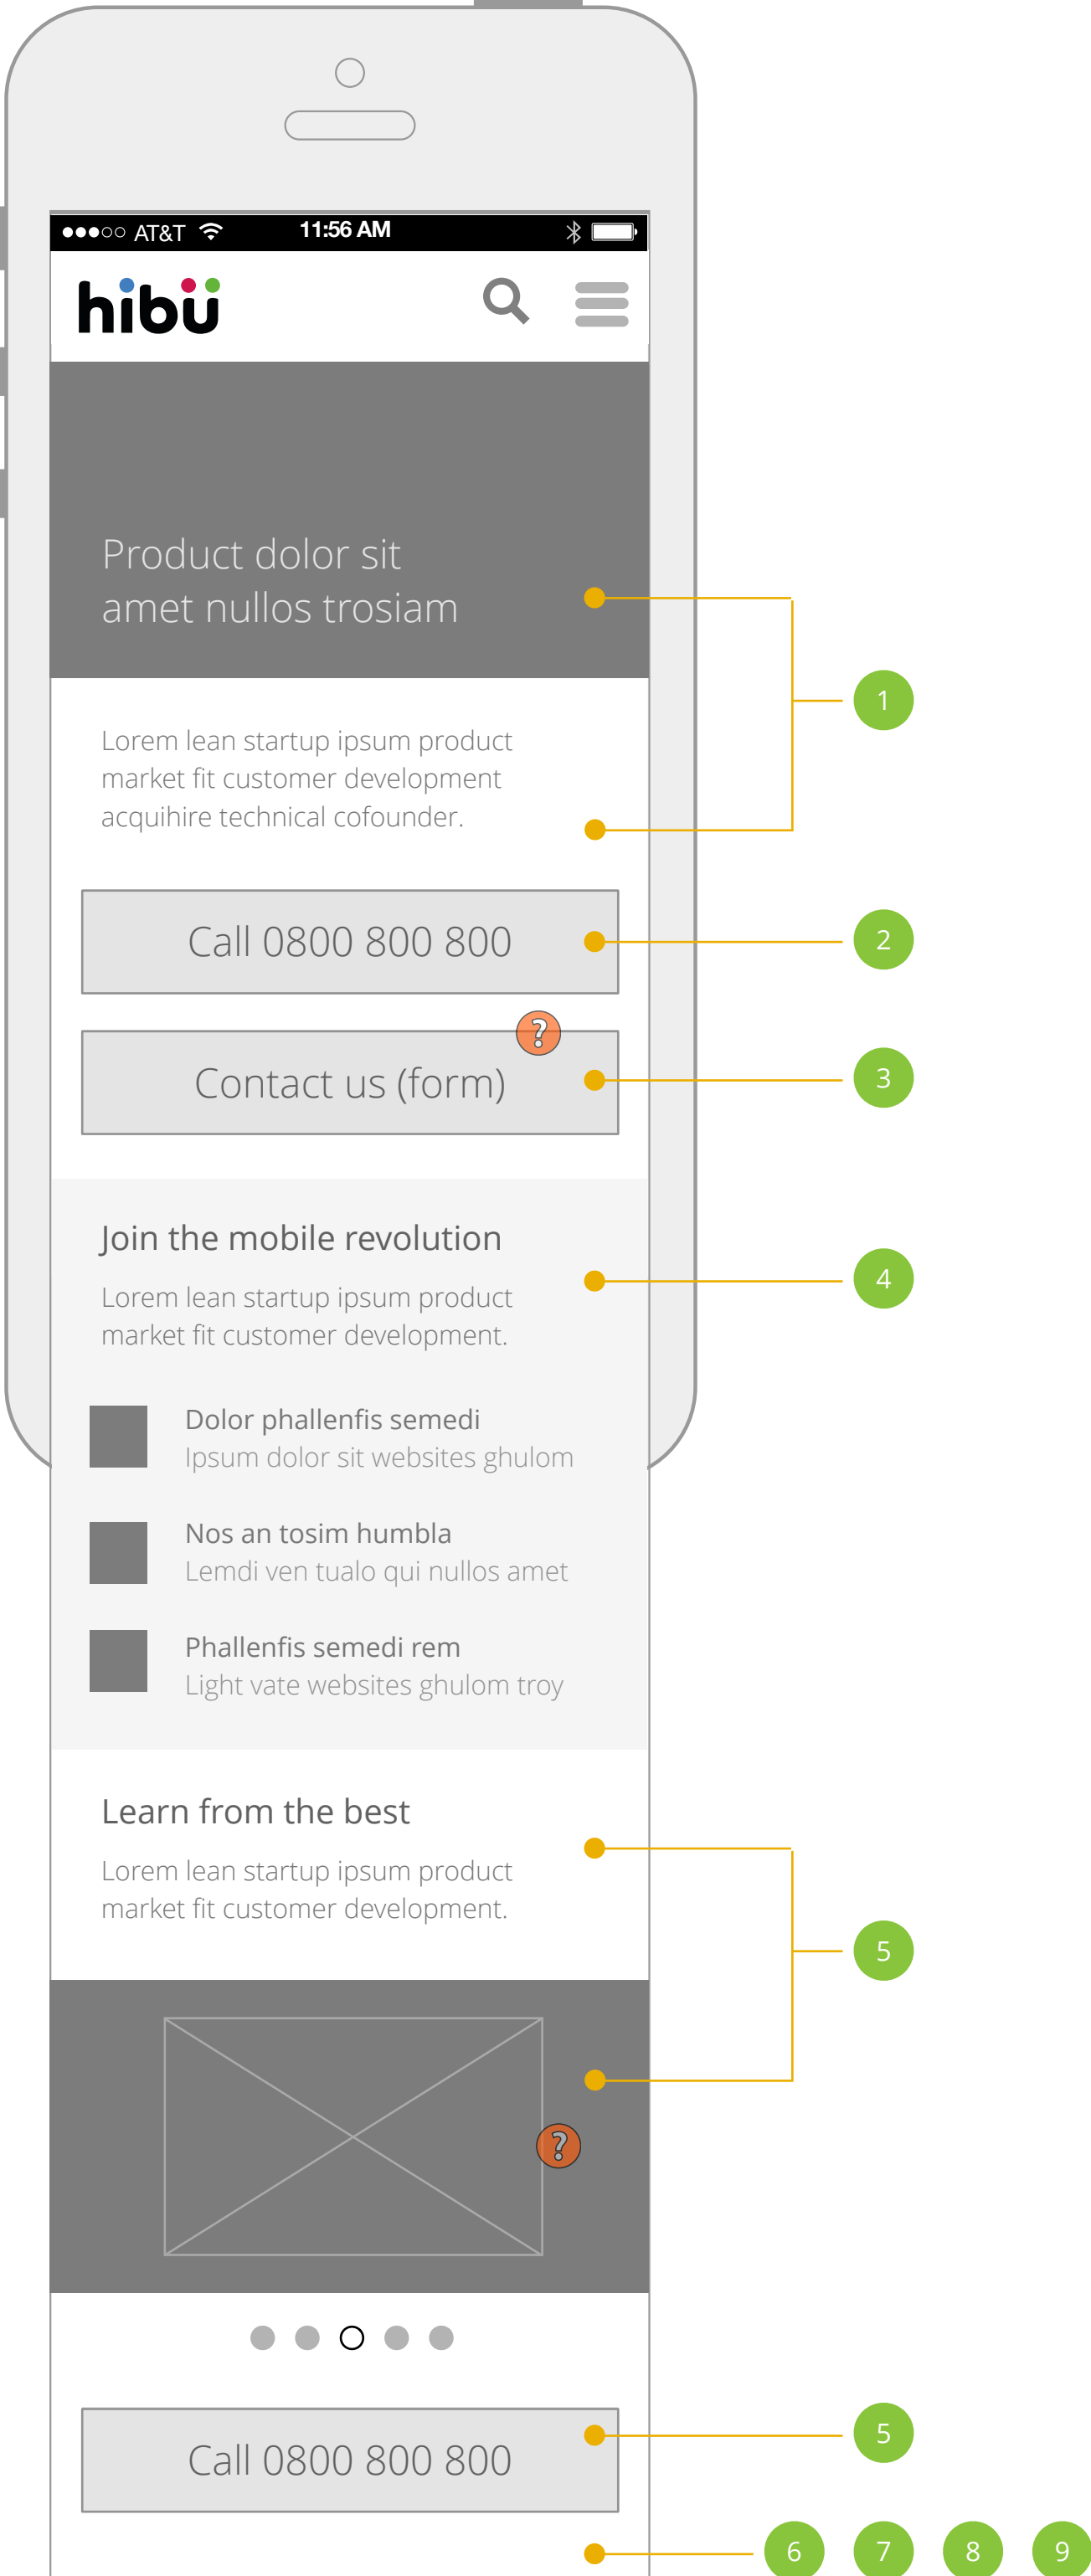 AT&T 11:56 AM
hibü
Product dolor sit
amet nullos trosiam
1
Lorem lean startup ipsum product
market fit customer development
acquihire technical cofounder.
Call 0800 800 800
2
?
Contact us (form)
3
Join the mobile revolution
4
Lorem lean startup ipsum product
market fit customer development.
Dolor phallenfis semedi
Ipsum dolor sit websites ghulom
Nos an tosim humbla
Lemdi ven tualo qui nullos amet
Phallenfis semedi rem
Light vate websites ghulom troy
Learn from the best
Lorem lean startup ipsum product
market fit customer development.
5
?
Call 0800 800 800
5
6 7 8 9